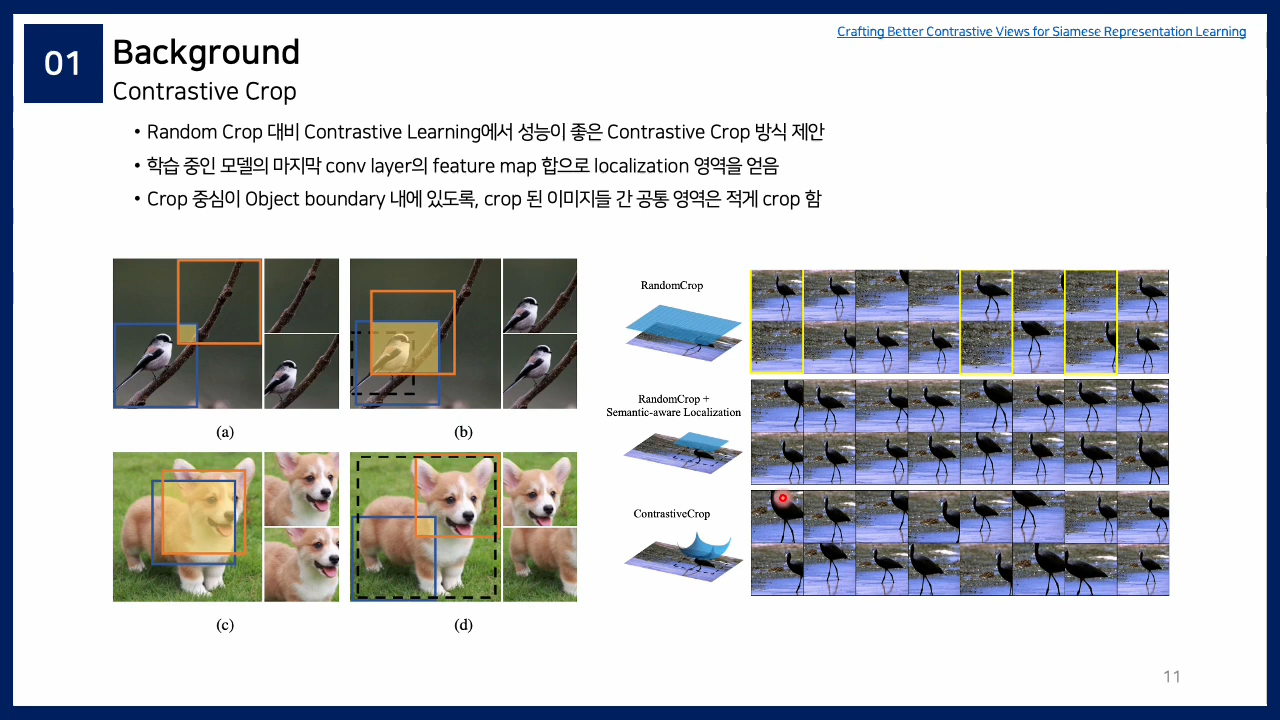 01
Background
Crafting Better Contrastive Views for Siamese Representation Learning
Contrastive Crop
• Random Crop 대비 Contrastive Learning에서 성능이 좋은 Contrastive Crop 방식 제안
• 학습 중인 모델의 마지막 conv layer의 feature map 합으로 localization 영역을 얻음
• Crop 중심이 Object boundary 내에 있도록, crop 된 이미지들 간 공통 영역은 적게 crop 함
(a)
(b)
(c)
(d)
RandomCrop
RandomCrop +
Semantic-aware Localization
ContrastiveCrop
11